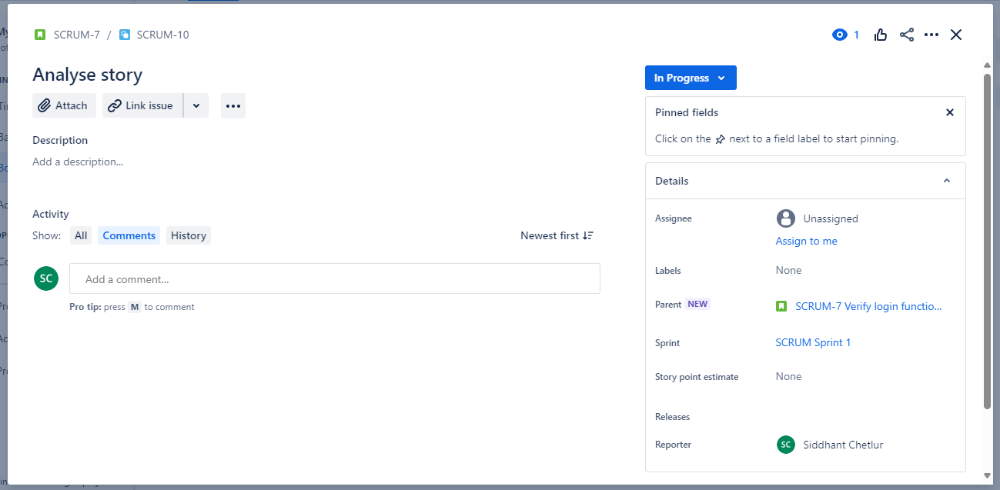 SCRUM-7 / SCRUM-10
1
Analyse story
Attach
Link issue
Description
Add a description...
Activity
Show: All Comments History
Newest first
SC
Add a comment...
Pro tip: press M to comment
In Progress
Pinned fields
Click on the next to a field label to start pinning.
Details
Assignee
Unassigned
Assign to me
Labels
None
Parent NEW
SCRUM-7 Verify login functio...
Sprint
SCRUM Sprint 1
Story point estimate
None
Releases
Reporter
SC
Siddhant Chetlur